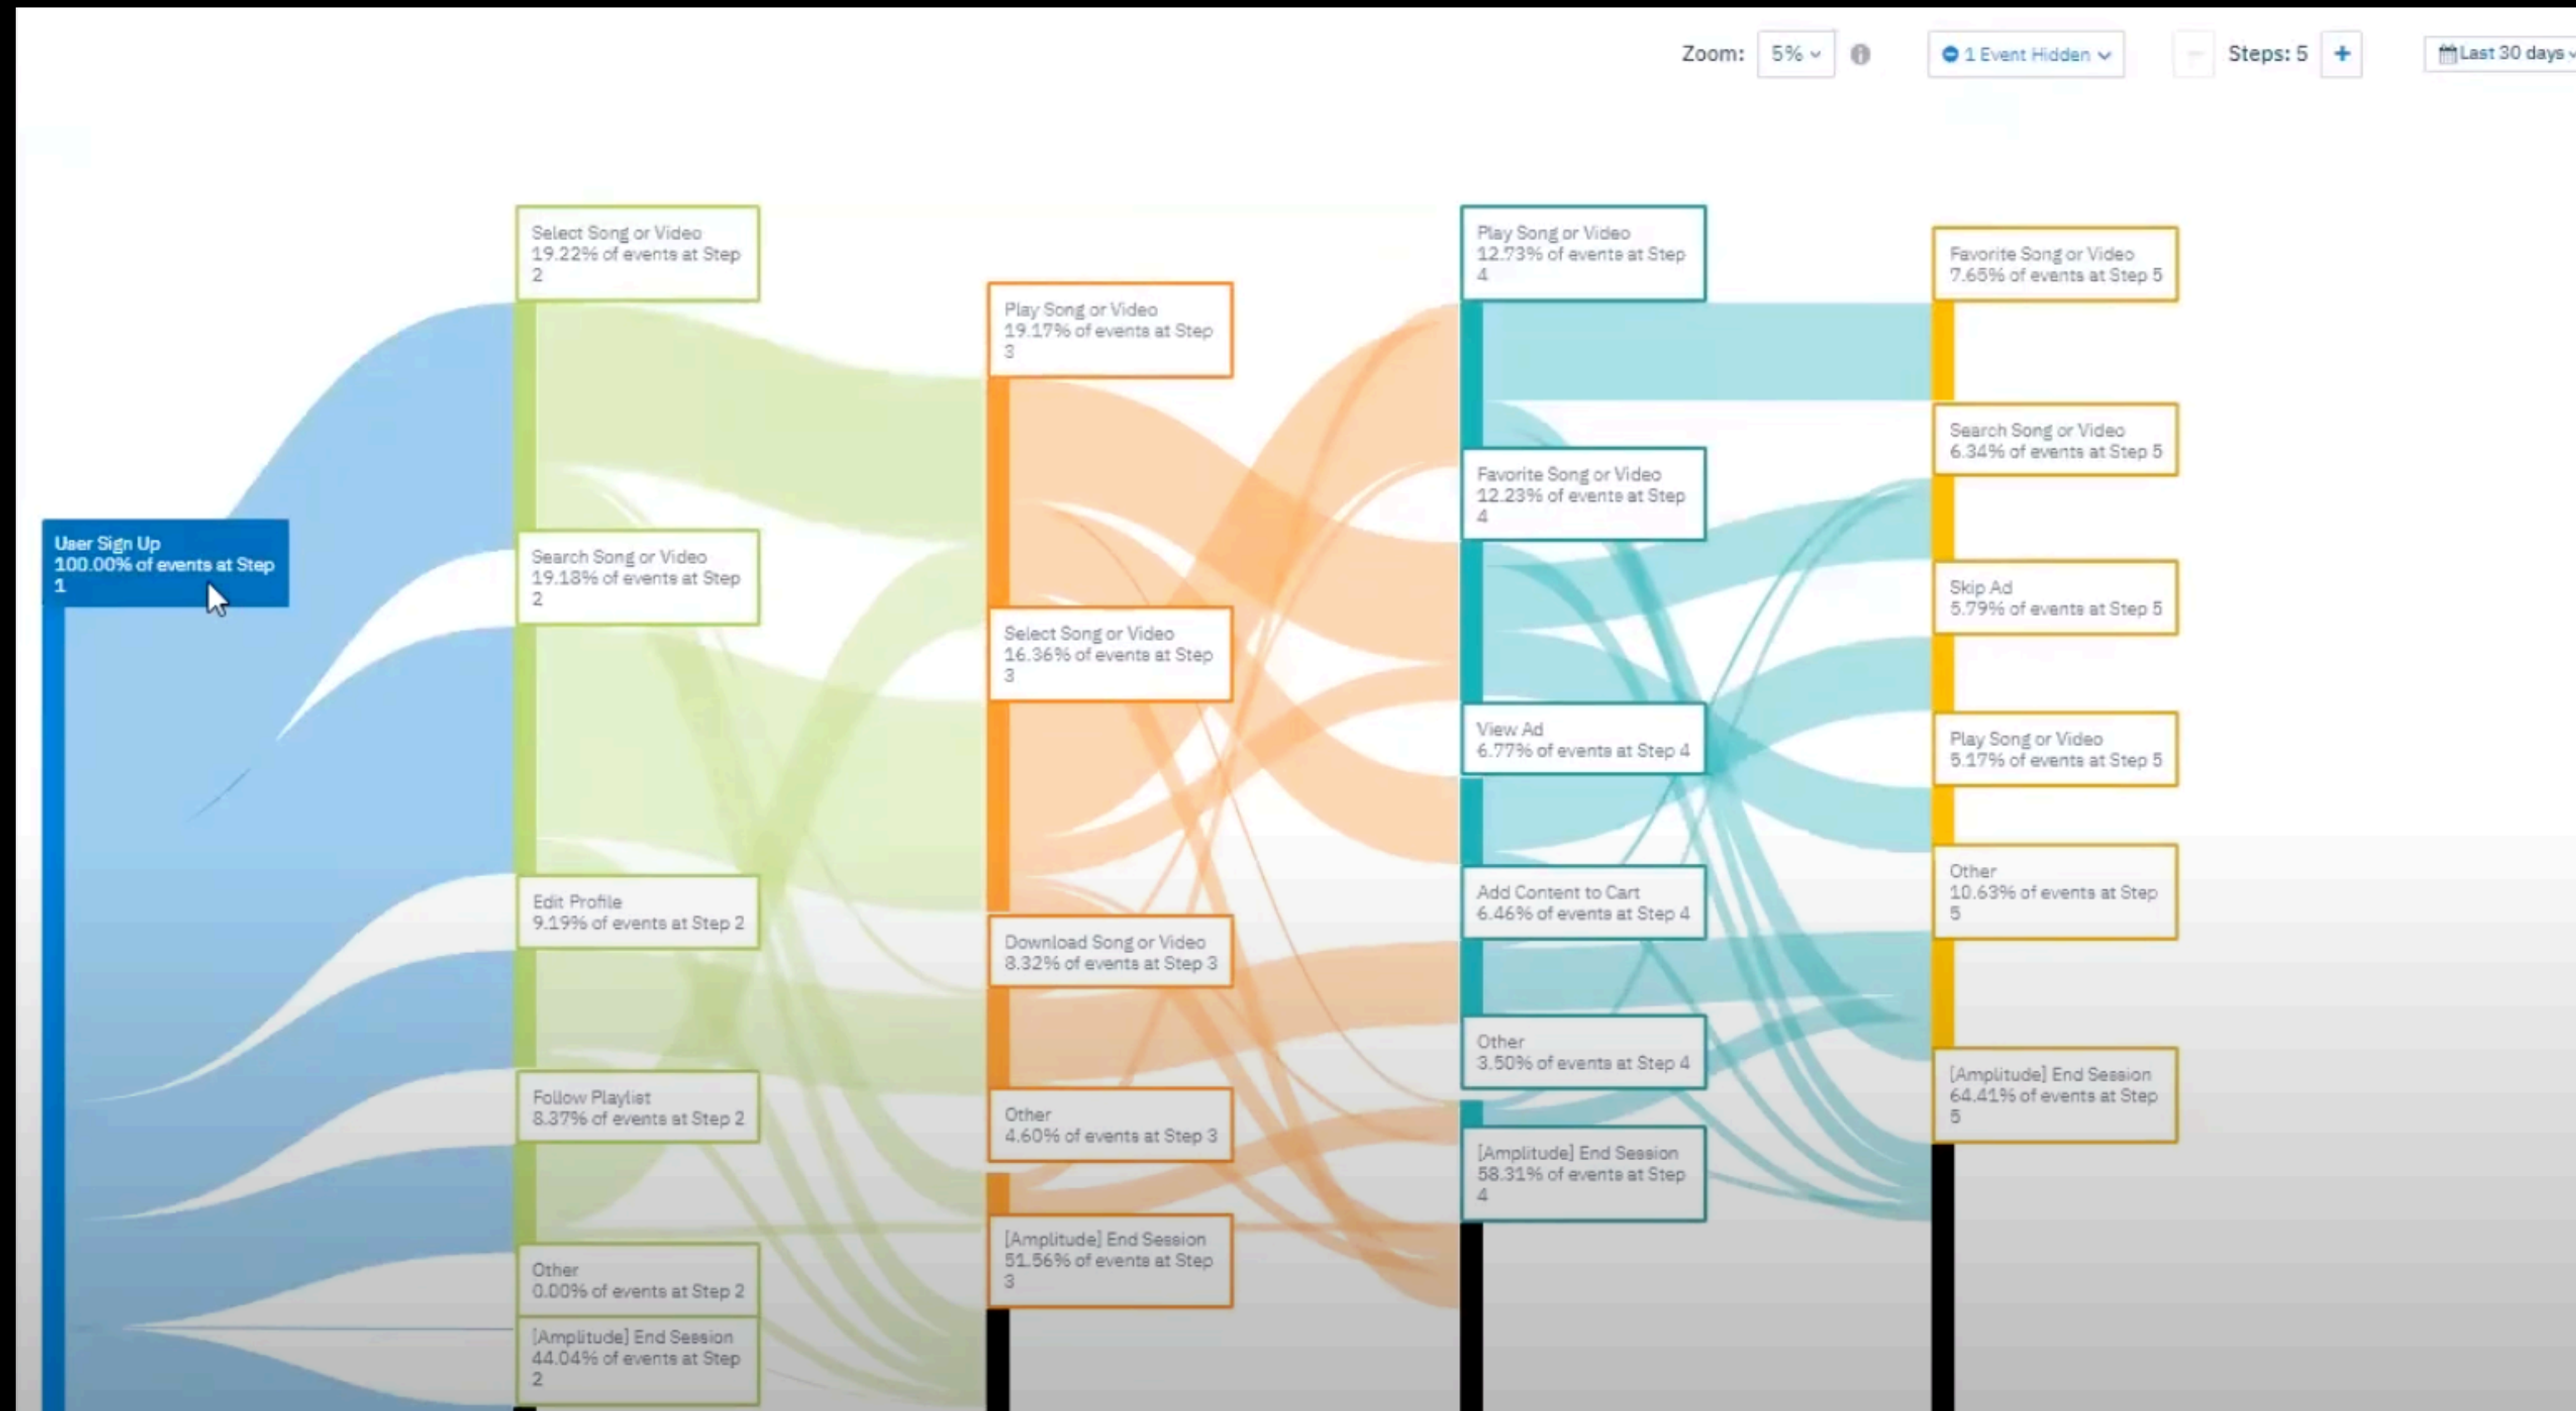 Zoom: 5%
1 Event Hidden
Steps: 5 +
Last 30 days
User Sign Up
100.00% of events at Step
1
Select Song or Video
19.22% of events at Step
2
Search Song or Video
19.18% of events at Step
2
Edit Profile
9.19% of events at Step 2
Follow Playlist
8.37% of events at Step 2
Other
0.00% of events at Step 2
[Amplitude] End Session
44.04% of events at Step
2
Play Song or Video
19.17% of events at Step
3
Select Song or Video
16.36% of events at Step
3
Download Song or Video
8.32% of events at Step 3
Other
4.60% of events at Step 3
[Amplitude] End Session
51.56% of events at Step
3
Play Song or Video
12.73% of events at Step
4
Favorite Song or Video
12.23% of events at Step
4
View Ad
6.77% of events at Step 4
Add Content to Cart
6.46% of events at Step 4
Other
3.50% of events at Step 4
[Amplitude] End Session
58.31% of events at Step
4
Favorite Song or Video
7.65% of events at Step 5
Search Song or Video
6.34% of events at Step 5
Skip Ad
5.79% of events at Step 5
Play Song or Video
5.17% of events at Step 5
Other
10.63% of events at Step
5
[Amplitude] End Session
64.41% of events at Step
5